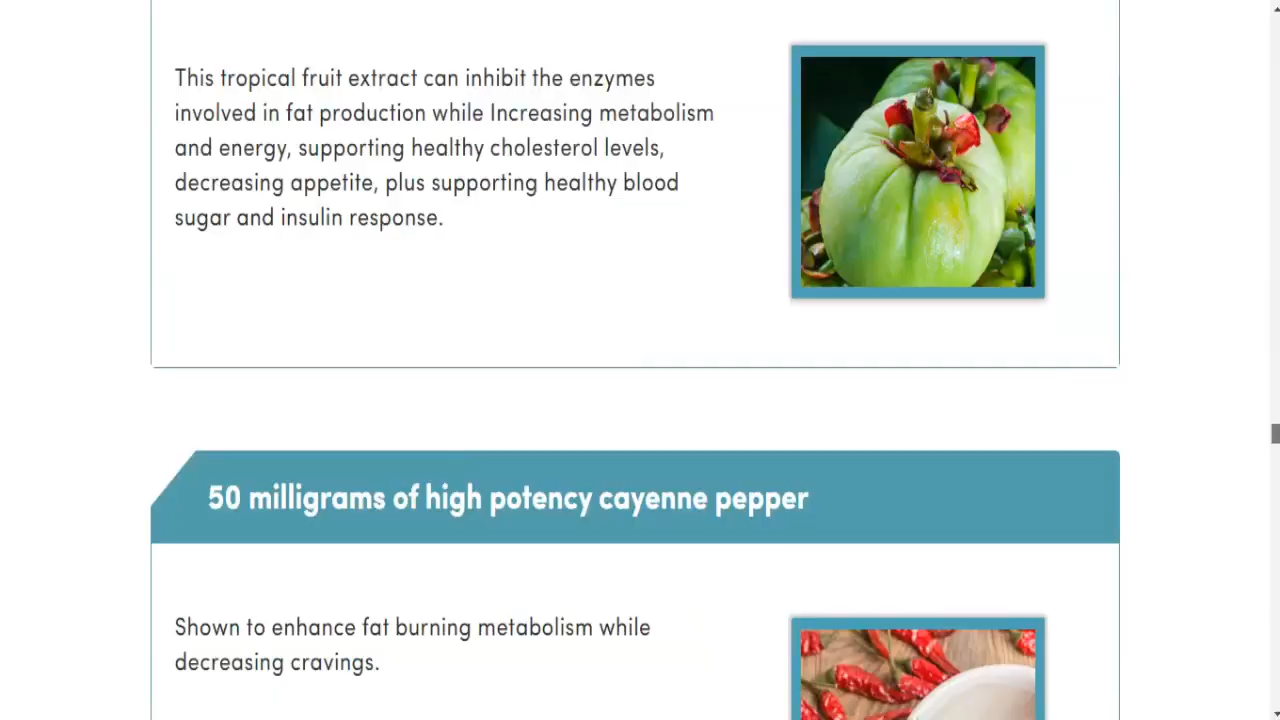 This tropical fruit extract can inhibit the enzymes
involved in fat production while Increasing metabolism
and energy, supporting healthy cholesterol levels,
decreasing appetite, plus supporting healthy blood
sugar and insulin response.
50 milligrams of high potency cayenne pepper
Shown to enhance fat burning metabolism while
decreasing cravings.